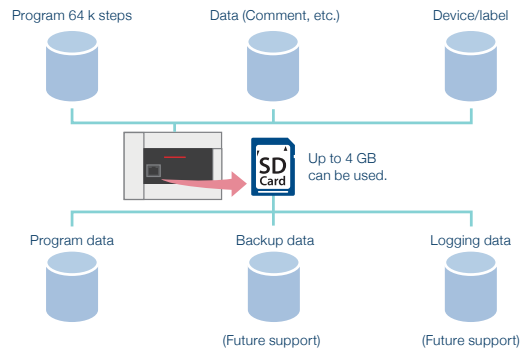 Program 64 k steps
Data (Comment, etc.)
Device/label
SD
Card
Up to 4 GB
can be used.
Program data
Backup data
Logging data
(Future support)
(Future support)